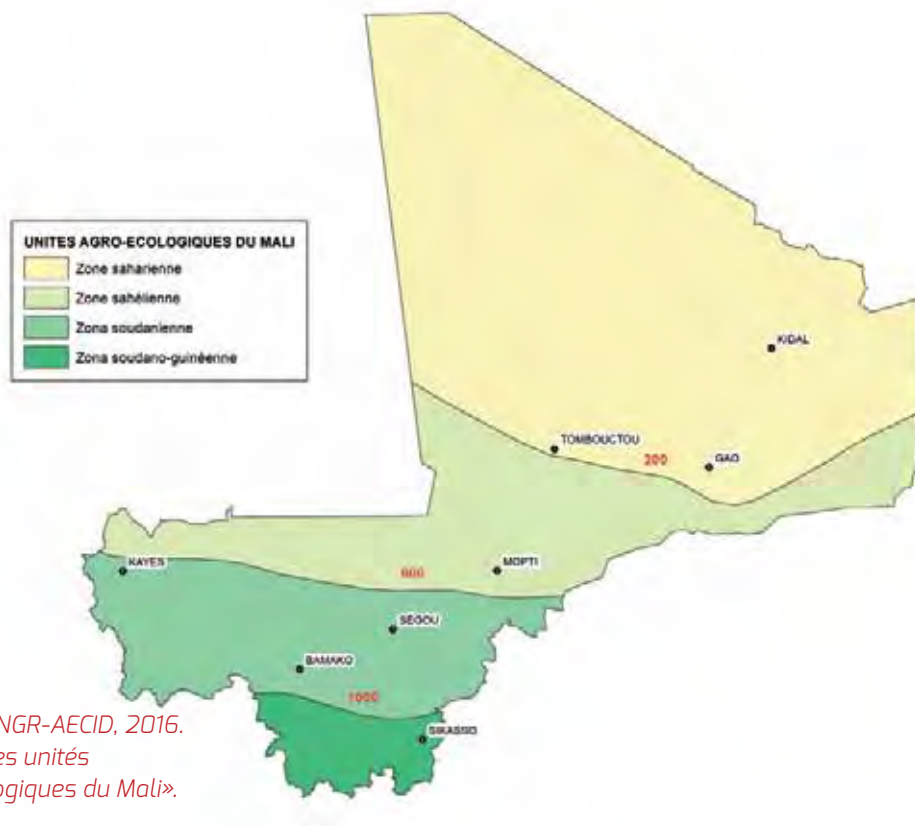 UNITES AGRO-ECOLOGIQUES DU MALI
Zone saharienne
Zone sahélienne
Zona soudanienne
Zona soudano-guinéenne
KIDAL
TOMBOUCTOU
200
GAO
KAYES
600
MOPTI
SEGOU
BAMAKO
1000
SIKASSO
NGR-AECID, 2016.
es unités
ogiques du Mali».